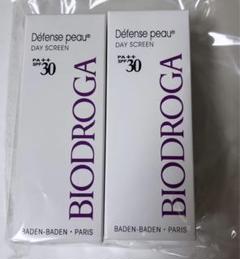 Défense peau®
DAY SCREEN
PA++
SPF 30
BIODROGA
BADEN-BADEN • PARIS
Défense peau®
DAY SCREEN
PA++
SPF 30
BIODROGA
BADEN-BADEN • PARIS